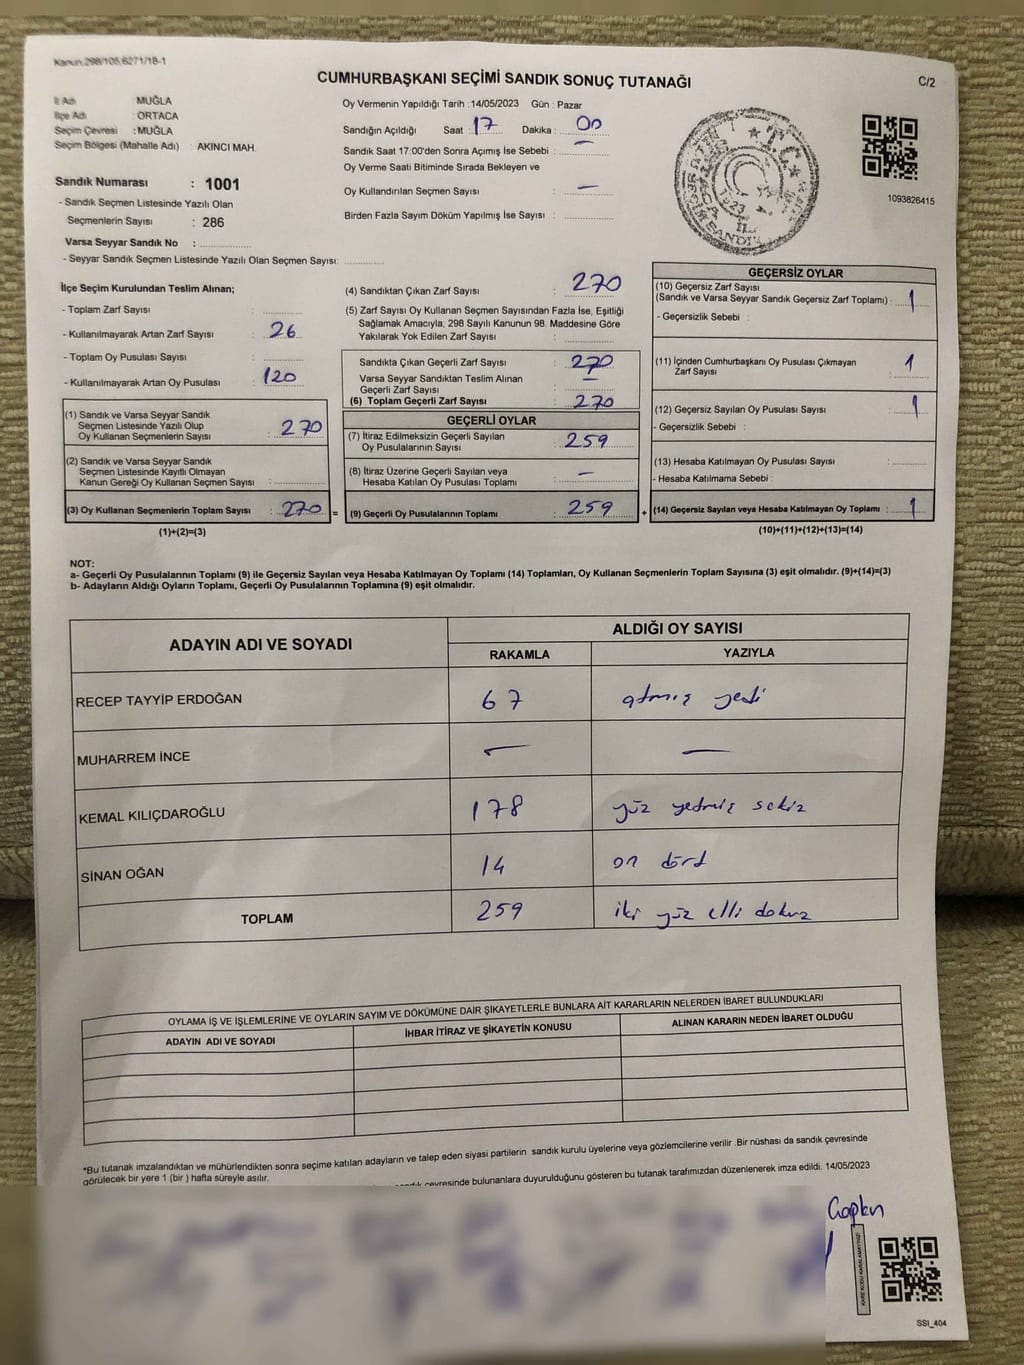 Kanun.298/105,6271/18-1
CUMHURBAŞKANI SEÇİMİ SANDIK SONUÇ TUTANAĞI
C/2
İl Adı MUĞLA
İlçe Adı : ORTACA
Seçim Çevresi : MUĞLA
Seçim Bölgesi (Mahalle Adı) : AKINCI MAH.
Sandık Numarası : 1001
- Sandık Seçmen Listesinde Yazılı Olan
Seçmenlerin Sayısı : 286
Varsa Seyyar Sandık No :
- Seyyar Sandık Seçmen Listesinde Yazılı Olan Seçmen Sayısı:
Oy Vermenin Yapıldığı Tarih : 14/05/2023 Gün : Pazar
Sandığın Açıldığı Saat : 17 Dakika : 00
Sandık Saat 17:00'den Sonra Açımış İse Sebebi : —
Oy Verme Saati Bitiminde Sırada Bekleyen ve
Oy Kullandırılan Seçmen Sayısı : —
Birden Fazla Sayım Döküm Yapılmış İse Sayısı :
1093826415
İlçe Seçim Kurulundan Teslim Alınan;
- Toplam Zarf Sayısı :
- Kullanılmayarak Artan Zarf Sayısı : 26
- Toplam Oy Pusulası Sayısı :
- Kullanılmayarak Artan Oy Pusulası : 120
(1) Sandık ve Varsa Seyyar Sandık
Seçmen Listesinde Yazılı Olup
Oy Kullanan Seçmenlerin Sayısı : 270
(2) Sandık ve Varsa Seyyar Sandık
Seçmen Listesinde Kayıtlı Olmayan
Kanun Gereği Oy Kullanan Seçmen Sayısı :
(3) Oy Kullanan Seçmenlerin Toplam Sayısı : 270 =
(1)+(2)=(3)
(4) Sandıktan Çıkan Zarf Sayısı : 270
(5) Zarf Sayısı Oy Kullanan Seçmen Sayısından Fazla İse, Eşitliği
Sağlamak Amacıyla; 298 Sayılı Kanunun 98. Maddesine Göre
Yakılarak Yok Edilen Zarf Sayısı :
Sandıkta Çıkan Geçerli Zarf Sayısı : 270
Varsa Seyyar Sandıktan Teslim Alınan
Geçerli Zarf Sayısı : —
(6) Toplam Geçerli Zarf Sayısı : 270
GEÇERLİ OYLAR
(7) İtiraz Edilmeksizin Geçerli Sayılan
Oy Pusulalarının Sayısı : 259
(8) İtiraz Üzerine Geçerli Sayılan veya
Hesaba Katılan Oy Pusulası Toplamı : —
(9) Geçerli Oy Pusulalarının Toplamı : 259 +
GEÇERSİZ OYLAR
(10) Geçersiz Zarf Sayısı
(Sandık ve Varsa Seyyar Sandık Geçersiz Zarf Toplamı) : 1
- Geçersizlik Sebebi :
(11) İçinden Cumhurbaşkanı Oy Pusulası Çıkmayan
Zarf Sayısı : 1
(12) Geçersiz Sayılan Oy Pusulası Sayısı : 1
- Geçersizlik Sebebi :
(13) Hesaba Katılmayan Oy Pusulası Sayısı :
- Hesaba Katılmama Sebebi :
(14) Geçersiz Sayılan veya Hesaba Katılmayan Oy Toplamı : 1
(10)+(11)+(12)+(13)=(14)
NOT:
a- Geçerli Oy Pusulalarının Toplamı (9) ile Geçersiz Sayılan veya Hesaba Katılmayan Oy Toplamı (14) Toplamları, Oy Kullanan Seçmenlerin Toplam Sayısına (3) eşit olmalıdır. (9)+(14)=(3)
b- Adayların Aldığı Oyların Toplamı, Geçerli Oy Pusulalarının Toplamına (9) eşit olmalıdır.
ADAYIN ADI VE SOYADI
ALDIĞI OY SAYISI
RAKAMLA YAZIYLA
RECEP TAYYİP ERDOĞAN 67 atmış yedi
MUHARREM İNCE — —
KEMAL KILIÇDAROĞLU 178 yüz yetmiş sekiz
SİNAN OĞAN 14 on dört
TOPLAM 259 iki yüz elli dokuz
OYLAMA İŞ VE İŞLEMLERİNE VE OYLARIN SAYIM VE DÖKÜMÜNE DAİR ŞİKAYETLERLE BUNLARA AİT KARARLARIN NELERDEN İBARET BULUNDUKLARI
ADAYIN ADI VE SOYADI İHBAR İTİRAZ VE ŞİKAYETİN KONUSU ALINAN KARARIN NEDEN İBARET OLDUĞU
*Bu tutanak imzalandıktan ve mühürlendikten sonra seçime katılan adayların ve talep eden siyasi partilerin sandık kurulu üyelerine veya gözlemcilerine verilir .Bir nüshası da sandık çevresinde
görülecek bir yere 1 (bir ) hafta süreyle asılır.
sandık çevresinde bulunanlara duyurulduğunu gösteren bu tutanak tarafımızdan düzenlenerek imza edildi. 14/05/2023
KARE KODU KARALAMAYINIZ!
SSI_404